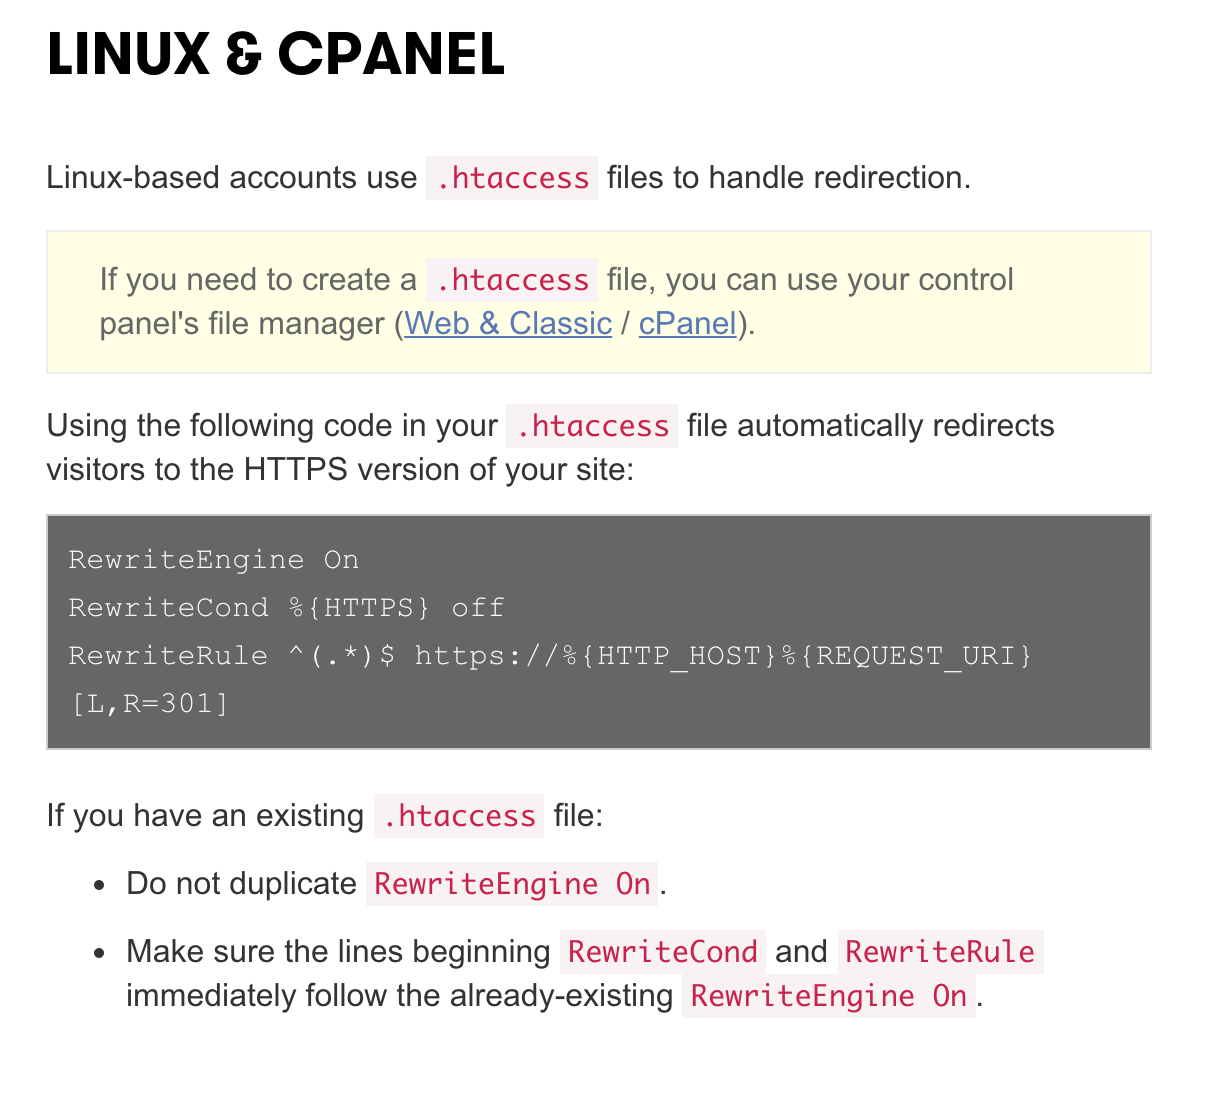 LINUX & CPANEL
Linux-based accounts use .htaccess files to handle redirection.
If you need to create a .htaccess file, you can use your control
panel's file manager (Web & Classic / cPanel).
Using the following code in your .htaccess file automatically redirects
visitors to the HTTPS version of your site:
RewriteEngine On
RewriteCond %{HTTPS} off
RewriteRule ^(.*)$ https://%{HTTP_HOST}%{REQUEST_URI}
[L,R=301]
If you have an existing .htaccess file:
• Do not duplicate RewriteEngine On.
• Make sure the lines beginning RewriteCond and RewriteRule
immediately follow the already-existing RewriteEngine On.